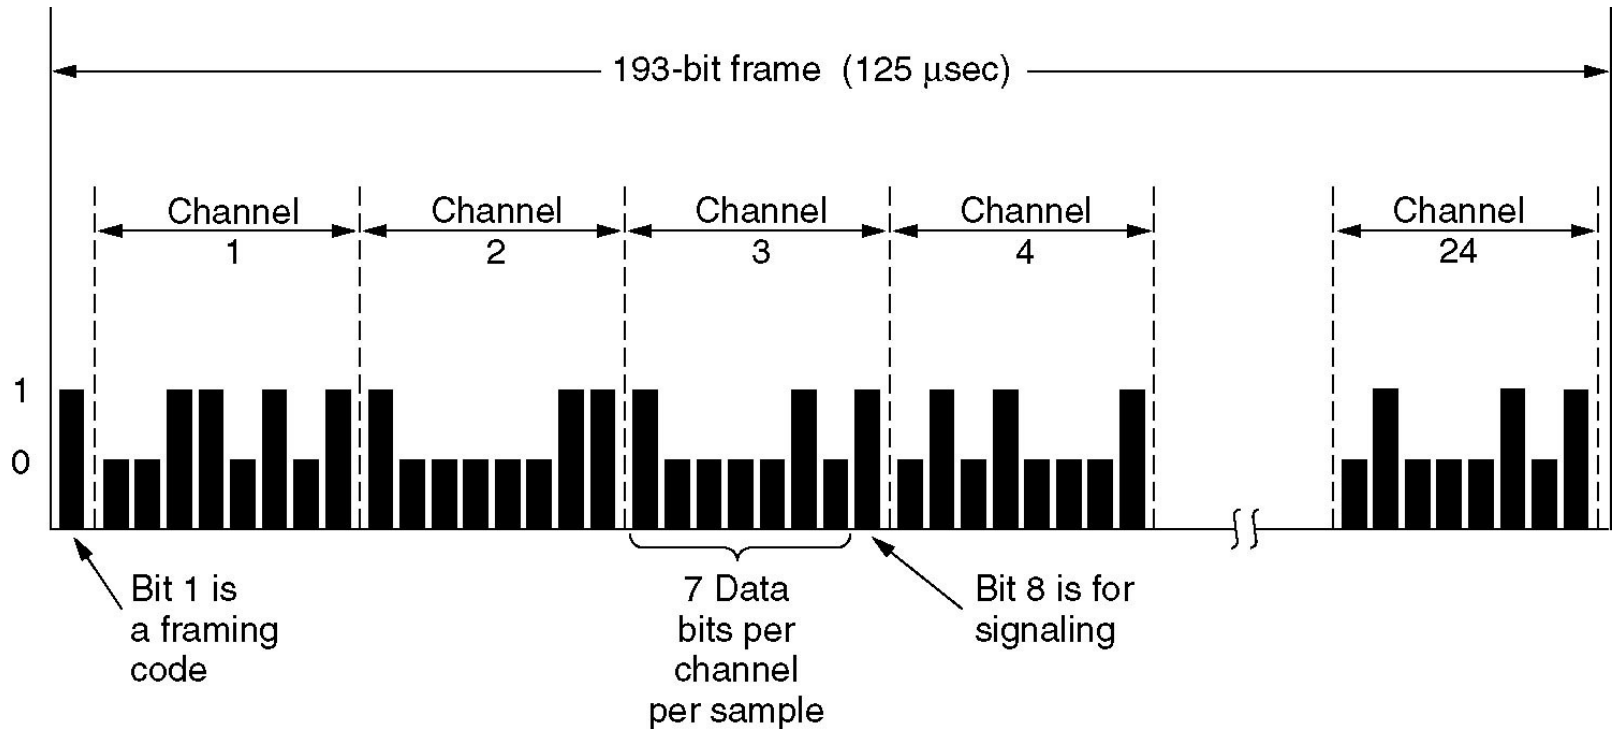 193-bit frame (125 μsec)
Channel
1
Channel
2
Channel
3
Channel
4
Channel
24
1
0
Bit 1 is
a framing
code
7 Data
bits per
channel
per sample
Bit 8 is for
signaling